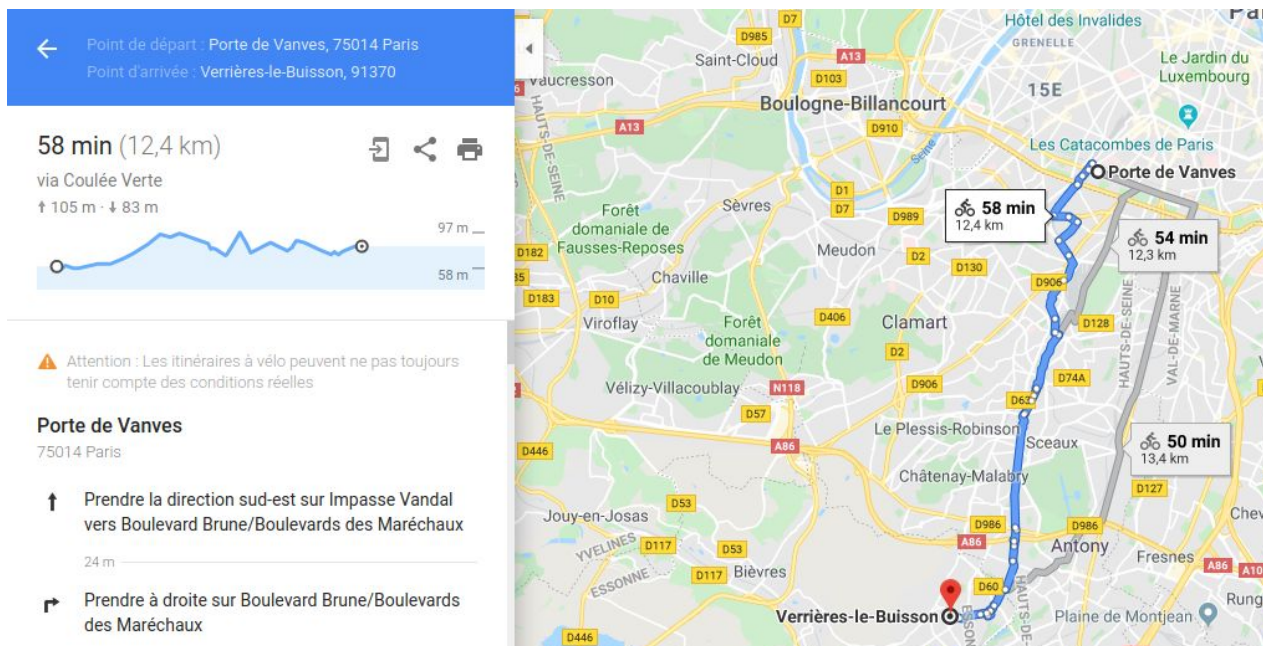 Point de départ : Porte de Vanves, 75014 Paris
Point d'arrivée : Verrières-le-Buisson, 91370
58 min (12,4 km)
via Coulée Verte
↑ 105 m · ↓ 83 m
97 m
58 m
Attention : Les itinéraires à vélo peuvent ne pas toujours
tenir compte des conditions réelles
Porte de Vanves
75014 Paris
Prendre la direction sud-est sur Impasse Vandal
vers Boulevard Brune/Boulevards des Maréchaux
24 m
Prendre à droite sur Boulevard Brune/Boulevards
des Maréchaux
D7
Hôtel des Invalides
D985
GRENELLE
Saint-Cloud
A13
Le Jardin du
Luxembourg
Vaucresson
D103
15E
Boulogne-Billancourt
HAUTS-DE-SEINE
A13
D910
Seine
Les Catacombes de Paris
Porte de Vanves
D1
D7
58 min
12,4 km
Sèvres
D989
Forêt
domaniale de
Fausses-Reposes
54 min
12,3 km
D182
Meudon
D2
D130
Chaville
D906
D183
D10
Viroflay
D406
Clamart
D128
Forêt
domaniale
de Meudon
D2
HAUTS-DE-SEINE
VAL-DE-MARNE
Vélizy-Villacoublay
N118
D906
D74A
D63
D57
Le Plessis-Robinson
Sceaux
A86
50 min
13,4 km
D446
Châtenay-Malabry
D127
D53
Jouy-en-Josas
D986
D986
A86
YVELINES
D117
D53
Antony
Fresnes
A86
ESSONNE
D117
Bièvres
D60
Verrières-le-Buisson
Plaine de Montjean
D446